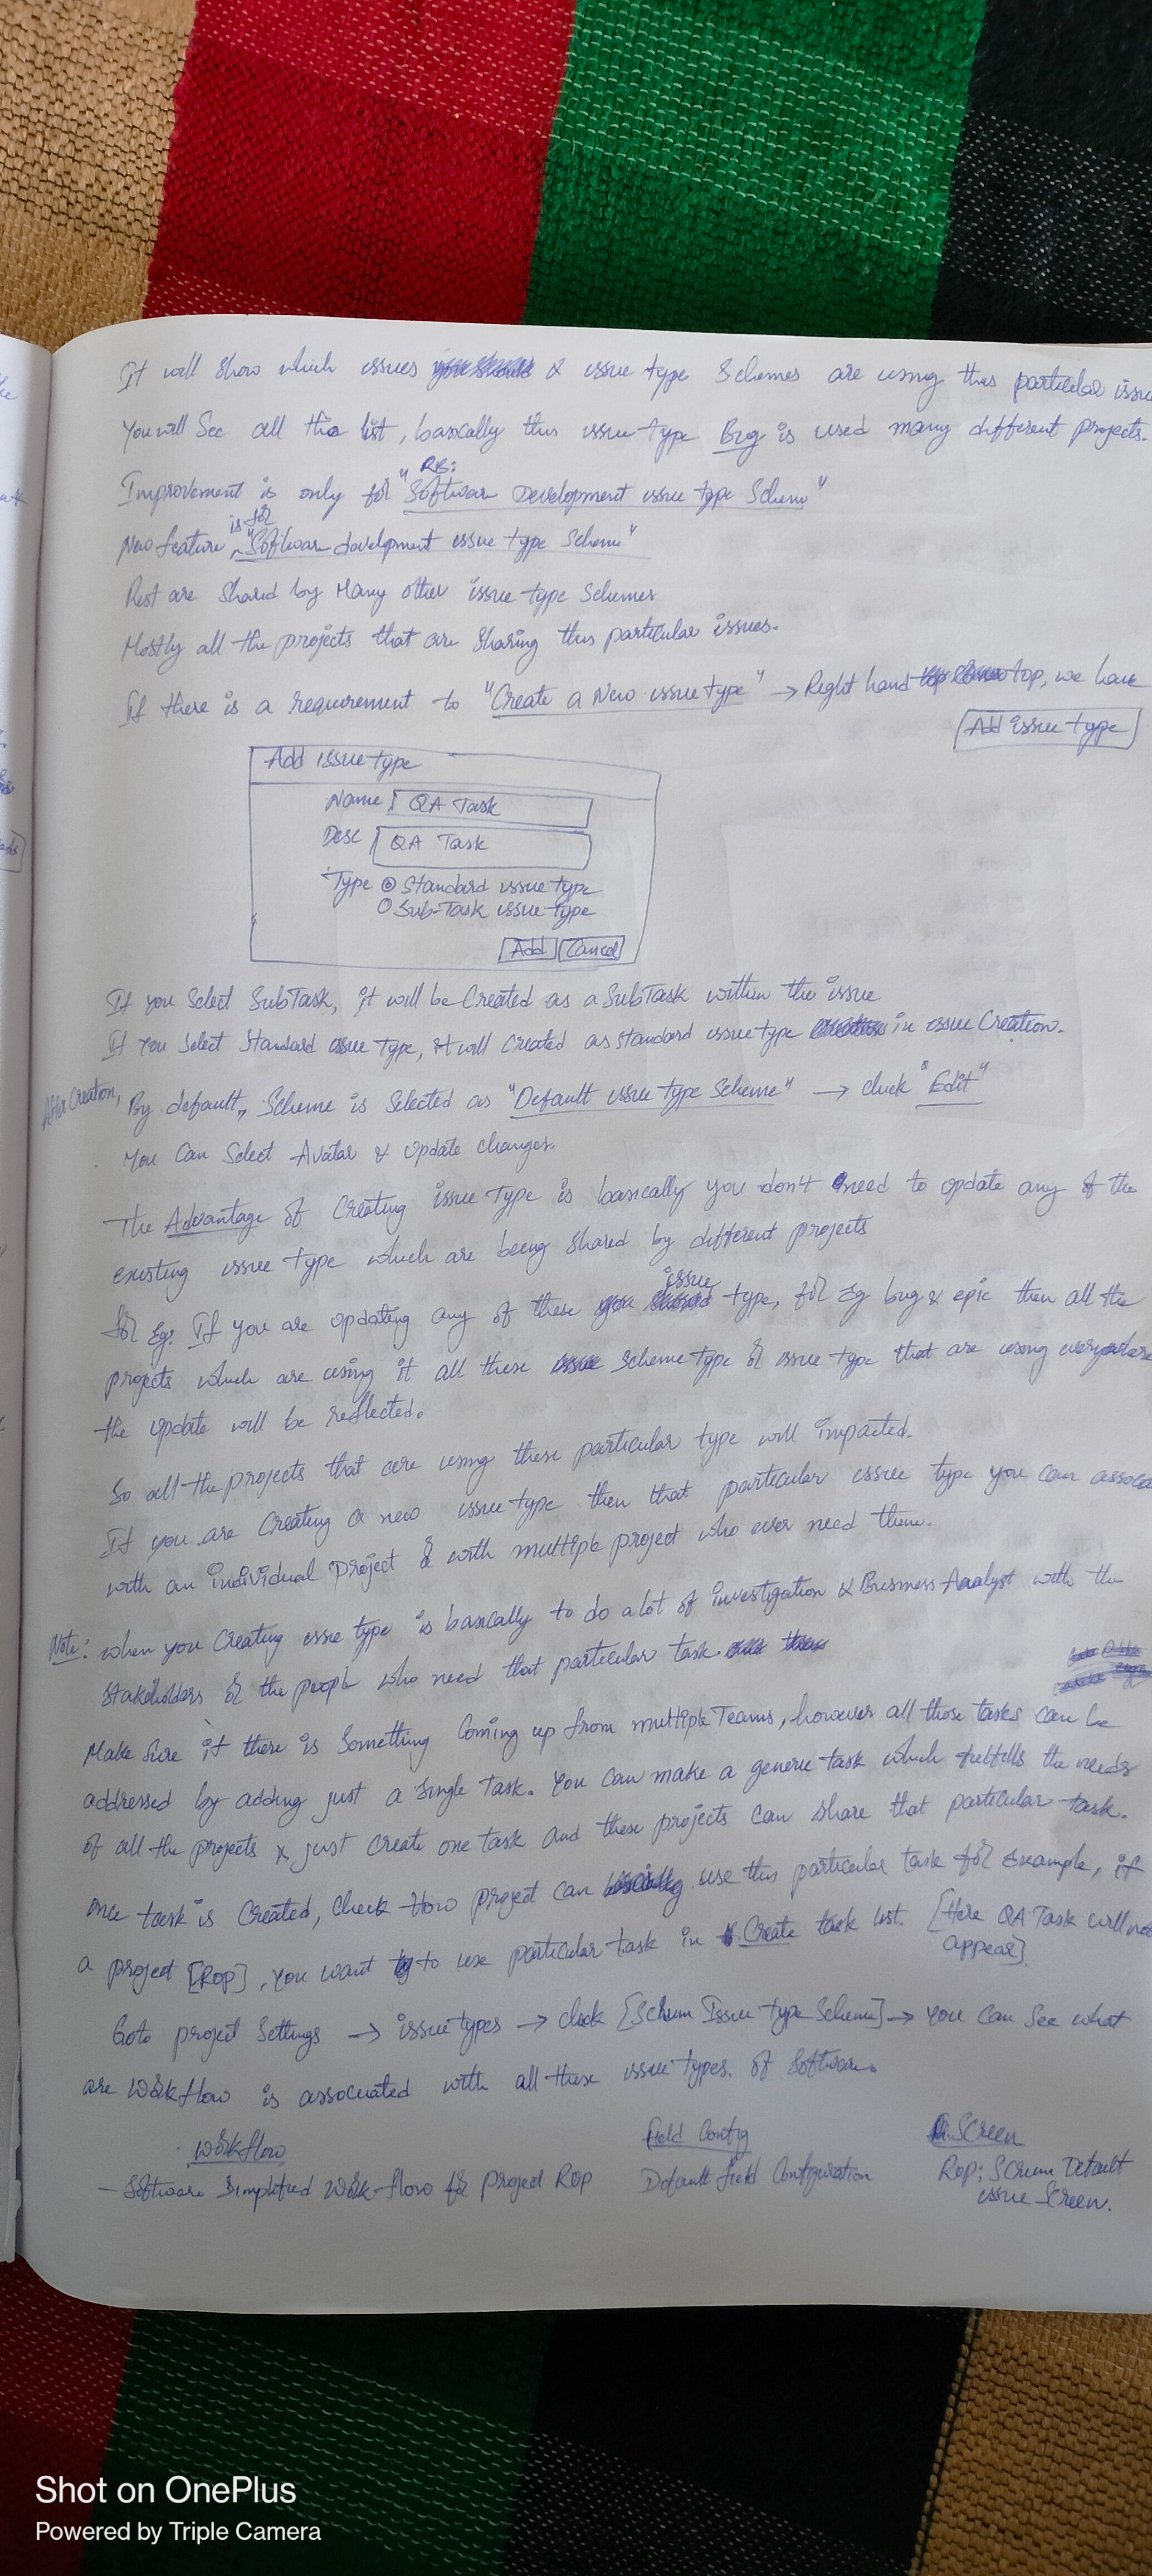 It will show which issues & issue type Schemes are using this particular issu
You will See all the list, basically this issue type Bug is used many different projects.
Improvement is only for "RB: Software Development issue type Scheme"
New feature is for "Software development issue type Scheme"
Rest are shared by Many other issue type Schemes
Mostly all the projects that are sharing this particular issues.
If there is a requirement to "Create a New issue type" → Right hand top, we have
Add issue type
Add issue type
Name QA Task
Desc QA Task
Type Standard issue type
Sub-Task issue type
Add Cancel
If you Select SubTask, it will be Created as a SubTask within the issue
If You Select Standard issue type, it will Created as Standard issue type in issue Creation.
After Creation, By default, Scheme is Selected as "Default issue type Scheme" → click "Edit"
You Can Select Avatar & update changes.
The Advantage of Creating issue Type is basically you don't need to update any of the
existing issue type which are being shared by different projects
for Eg: If you are updating any of these issue type, for Eg bug & epic then all the
projects which are using it all these scheme type or issue type that are using everywhere
the update will be reflected.
So all the projects that are using these particular type will impacted.
If you are Creating a new issue type then that particular issue type you can associa
with an individual Project or with multiple project who ever need them.
Note: when you Creating issue type is basically to do a lot of investigation & Business Analyst with the
Stakeholders or the people who need that particular task
Make Sure if there is Something Coming up from multiple Teams, however all those tasks can be
addressed by adding just a Single Task. You can make a generic task which fulfills the needs
of all the projects & just create one task and these projects can share that particular task.
Once task is Created, check How project can use this particular task for Example, if
a project [Rop], you want to use particular task in Create task list. [Here QA Task will not
appear].
Goto project Settings → issue types → click [Scrum Issue type Scheme] → you can See what
are Workflow is associated with all these issue types. of Software.
Workflow Field Config Screen
— Software Simplified Work-flow for Project Rop Default field Configuration Rop: Scrum Default
issue Screen.
Shot on OnePlus
Powered by Triple Camera